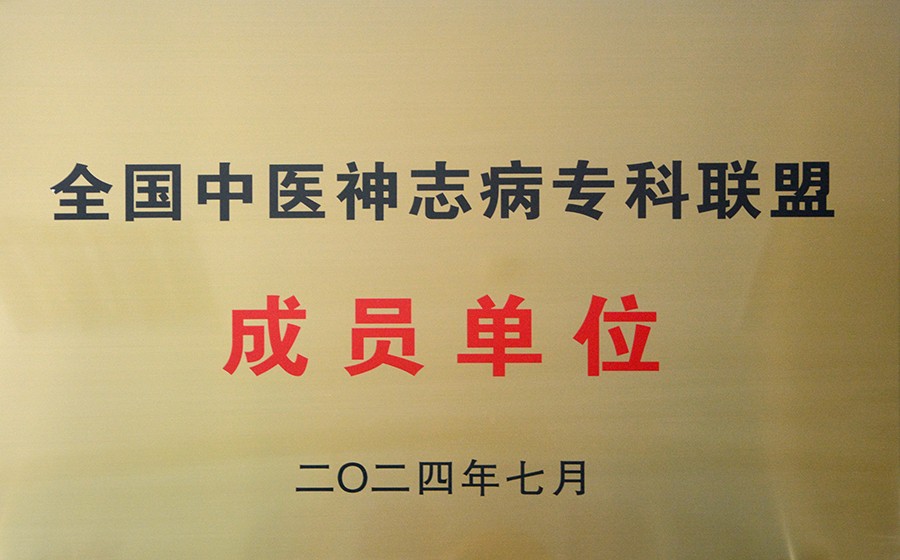 全国中医神志病专科联盟
成员单位
二〇二四年七月